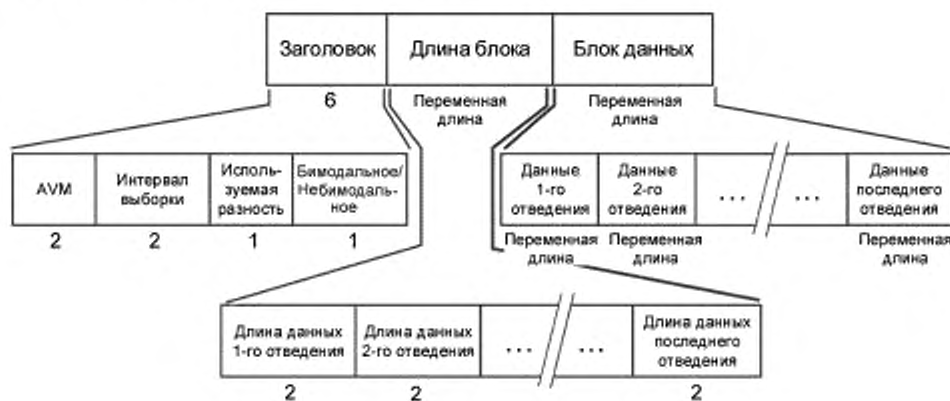 Заголовок
Длина блока
Блок данных
6
Переменная
длина
Переменная
длина
AVM
Интервал
выборки
Исполь-
зуемая
разность
Бимодальное/
Небимодаль-
ное
Данные
1-го
отведения
Данные
2-го
отведения
...
...
Данные
последнего
отведения
2
2
1
1
Переменная
длина
Переменная
длина
Переменная
длина
Длина данных
1-го отведения
Длина данных
2-го отведения
...
...
Длина данных
последнего
отведения
2
2
2